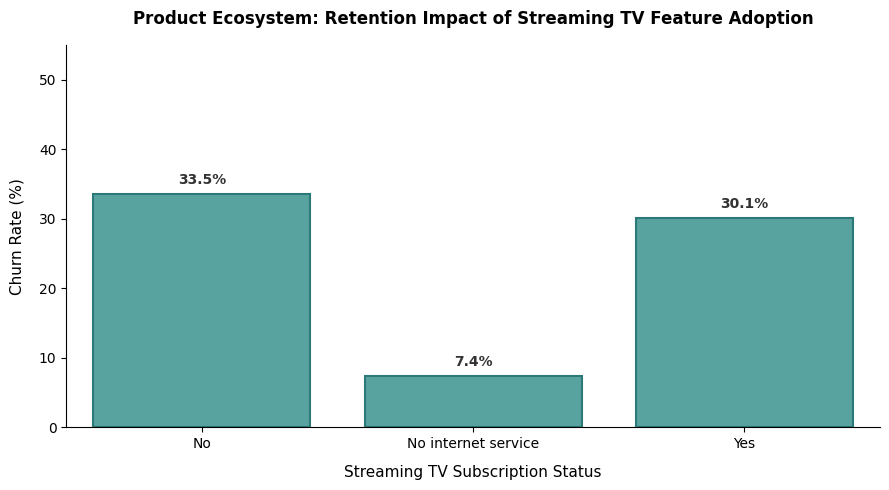 Product Ecosystem: Retention Impact of Streaming TV Feature Adoption
Churn Rate (%)
50
40
30
20
10
0
33.5%
7.4%
30.1%
No
No internet service
Yes
Streaming TV Subscription Status